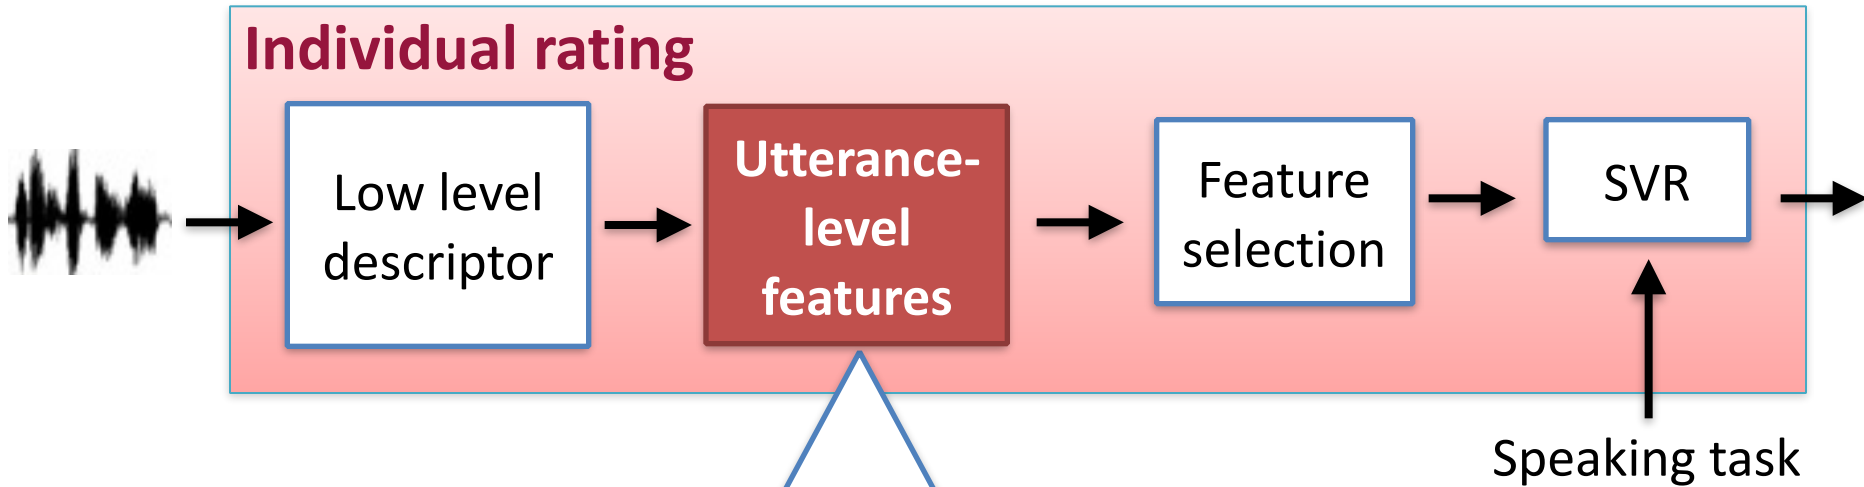 Individual rating
Low level
descriptor
Utterance-
level
features
Feature
selection
SVR
Speaking task